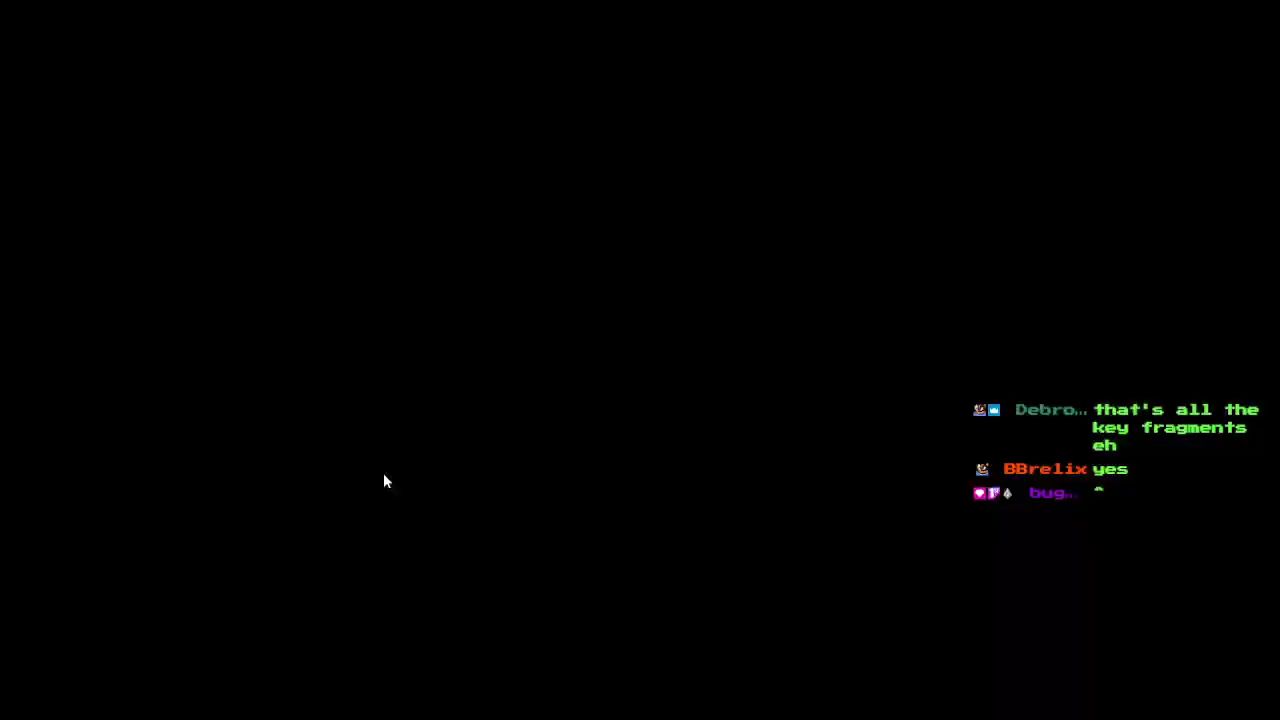 Debro… that's all the
key fragments
eh
BBrelix yes
bug… ^